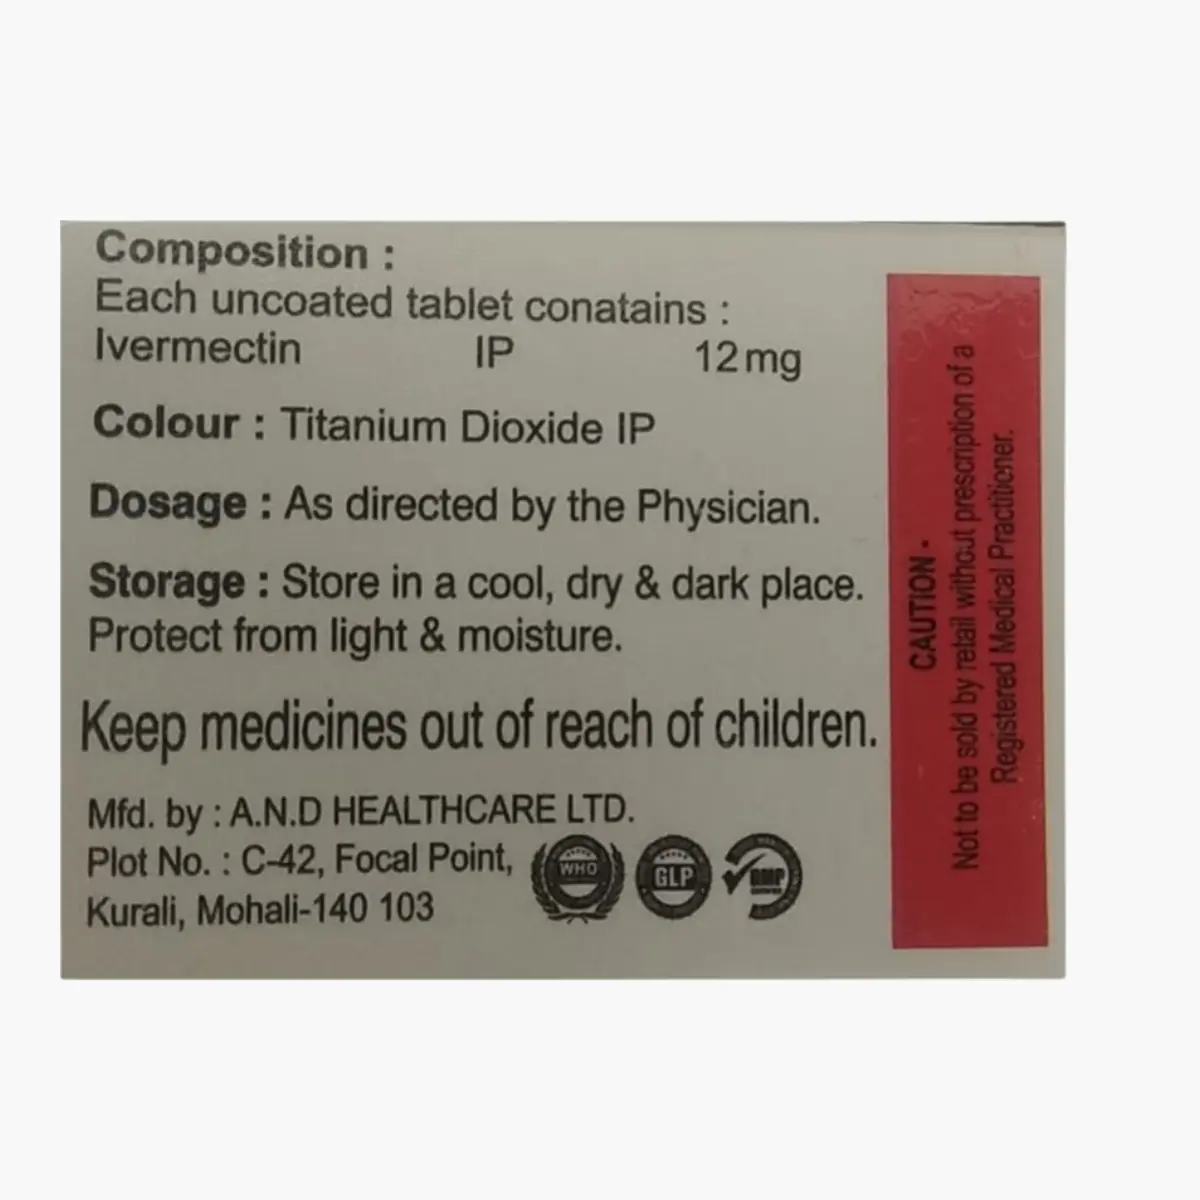 Composition :
Each uncoated tablet conatains :
Ivermectin IP 12 mg
Colour : Titanium Dioxide IP
Dosage : As directed by the Physician.
Storage : Store in a cool, dry & dark place.
Protect from light & moisture.
Keep medicines out of reach of children.
Mfd. by : A.N.D HEALTHCARE LTD.
Plot No. : C-42, Focal Point,
Kurali, Mohali-140 103
WHO
GLP
GMP
CAUTION -
Not to be sold by retail without prescription of a
Registered Medical Practitioner.